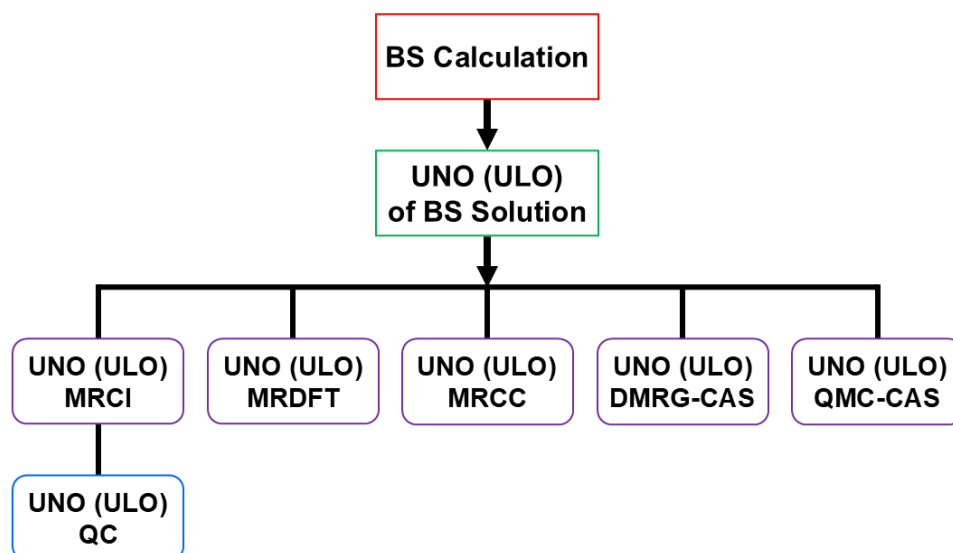 BS Calculation
UNO (ULO)
of BS Solution
UNO (ULO)
MRCI
UNO (ULO)
MRDFT
UNO (ULO)
MRCC
UNO (ULO)
DMRG-CAS
UNO (ULO)
QMC-CAS
UNO (ULO)
QC